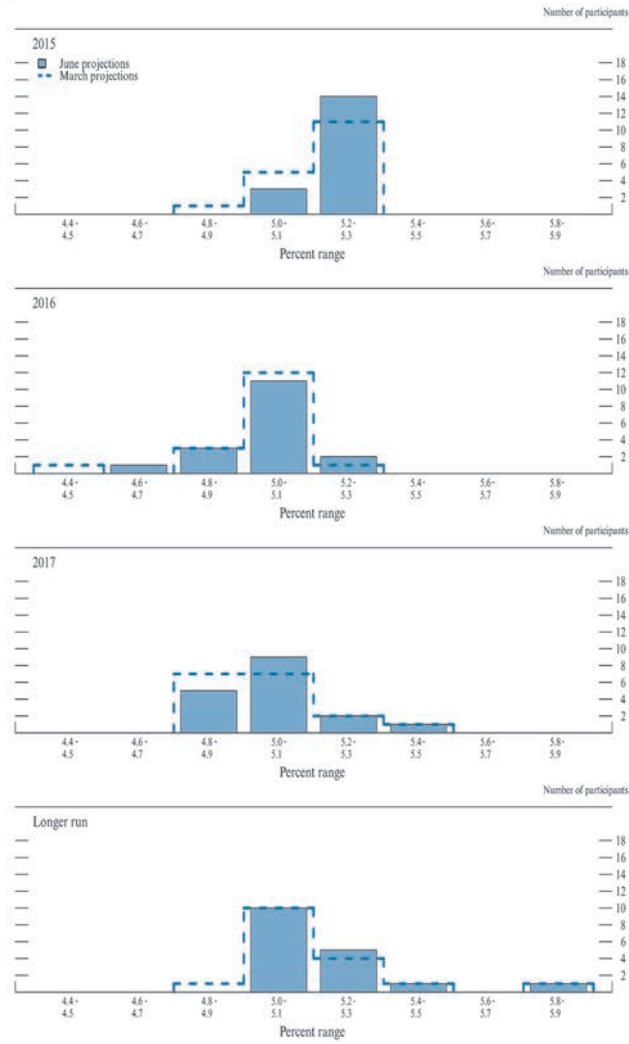 Number of participants
2015
June projections
March projections
18
16
14
12
10
8
6
4
2
4.4- 4.6- 4.8- 5.0- 5.2- 5.4- 5.6- 5.8-
4.5 4.7 4.9 5.1 5.3 5.5 5.7 5.9
Percent range
Number of participants
2016
18
16
14
12
10
8
6
4
2
4.4- 4.6- 4.8- 5.0- 5.2- 5.4- 5.6- 5.8-
4.5 4.7 4.9 5.1 5.3 5.5 5.7 5.9
Percent range
Number of participants
2017
18
16
14
12
10
8
6
4
2
4.4- 4.6- 4.8- 5.0- 5.2- 5.4- 5.6- 5.8-
4.5 4.7 4.9 5.1 5.3 5.5 5.7 5.9
Percent range
Number of participants
Longer run
18
16
14
12
10
8
6
4
2
4.4- 4.6- 4.8- 5.0- 5.2- 5.4- 5.6- 5.8-
4.5 4.7 4.9 5.1 5.3 5.5 5.7 5.9
Percent range